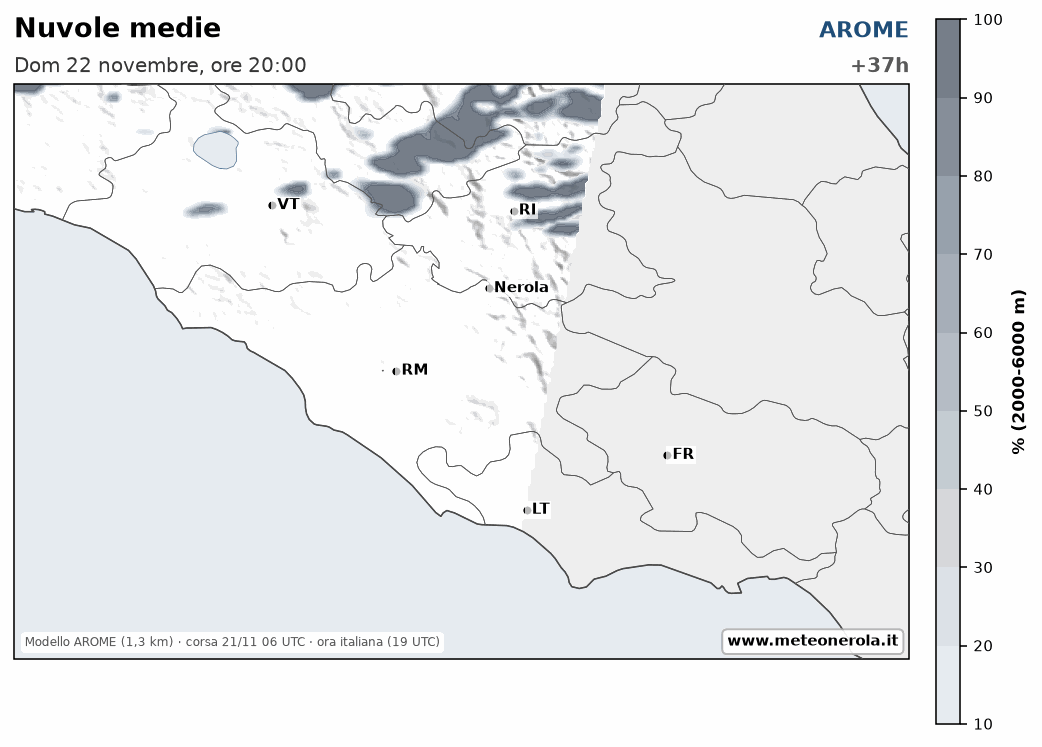 Nuvole medie
AROME
Dom 22 novembre, ore 20:00
+37h
100
90
80
70
60
50
40
30
20
10
% (2000-6000 m)
VT
RI
Nerola
RM
FR
LT
Modello AROME (1,3 km) · corsa 21/11 06 UTC · ora italiana (19 UTC)
www.meteonerola.it